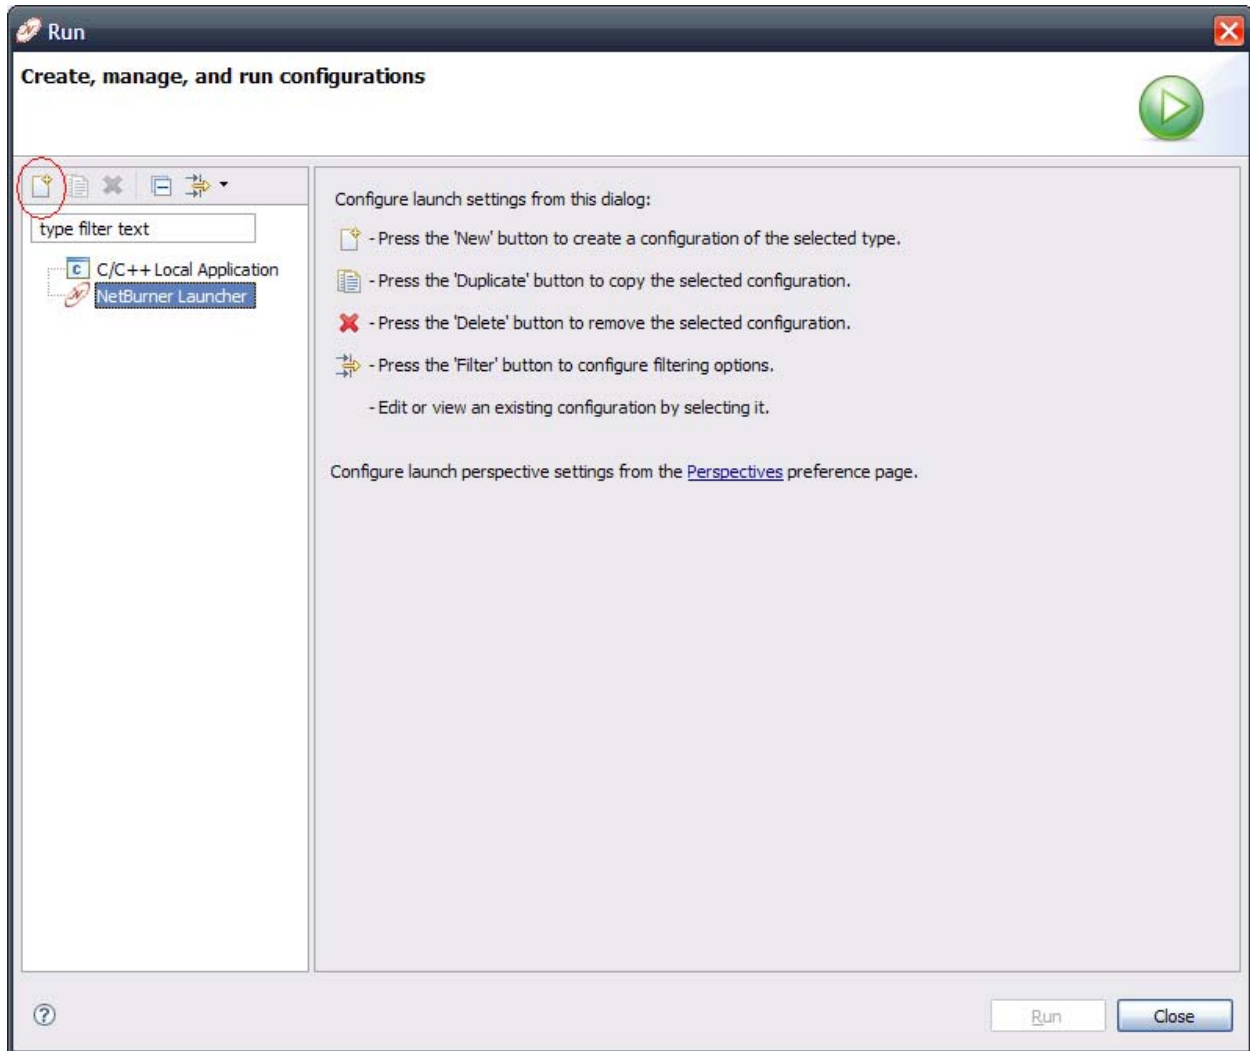 Run
Create, manage, and run configurations
type filter text
C/C++ Local Application
NetBurner Launcher
Configure launch settings from this dialog:
- Press the 'New' button to create a configuration of the selected type.
- Press the 'Duplicate' button to copy the selected configuration.
- Press the 'Delete' button to remove the selected configuration.
- Press the 'Filter' button to configure filtering options.
- Edit or view an existing configuration by selecting it.
Configure launch perspective settings from the Perspectives preference page.
Run
Close